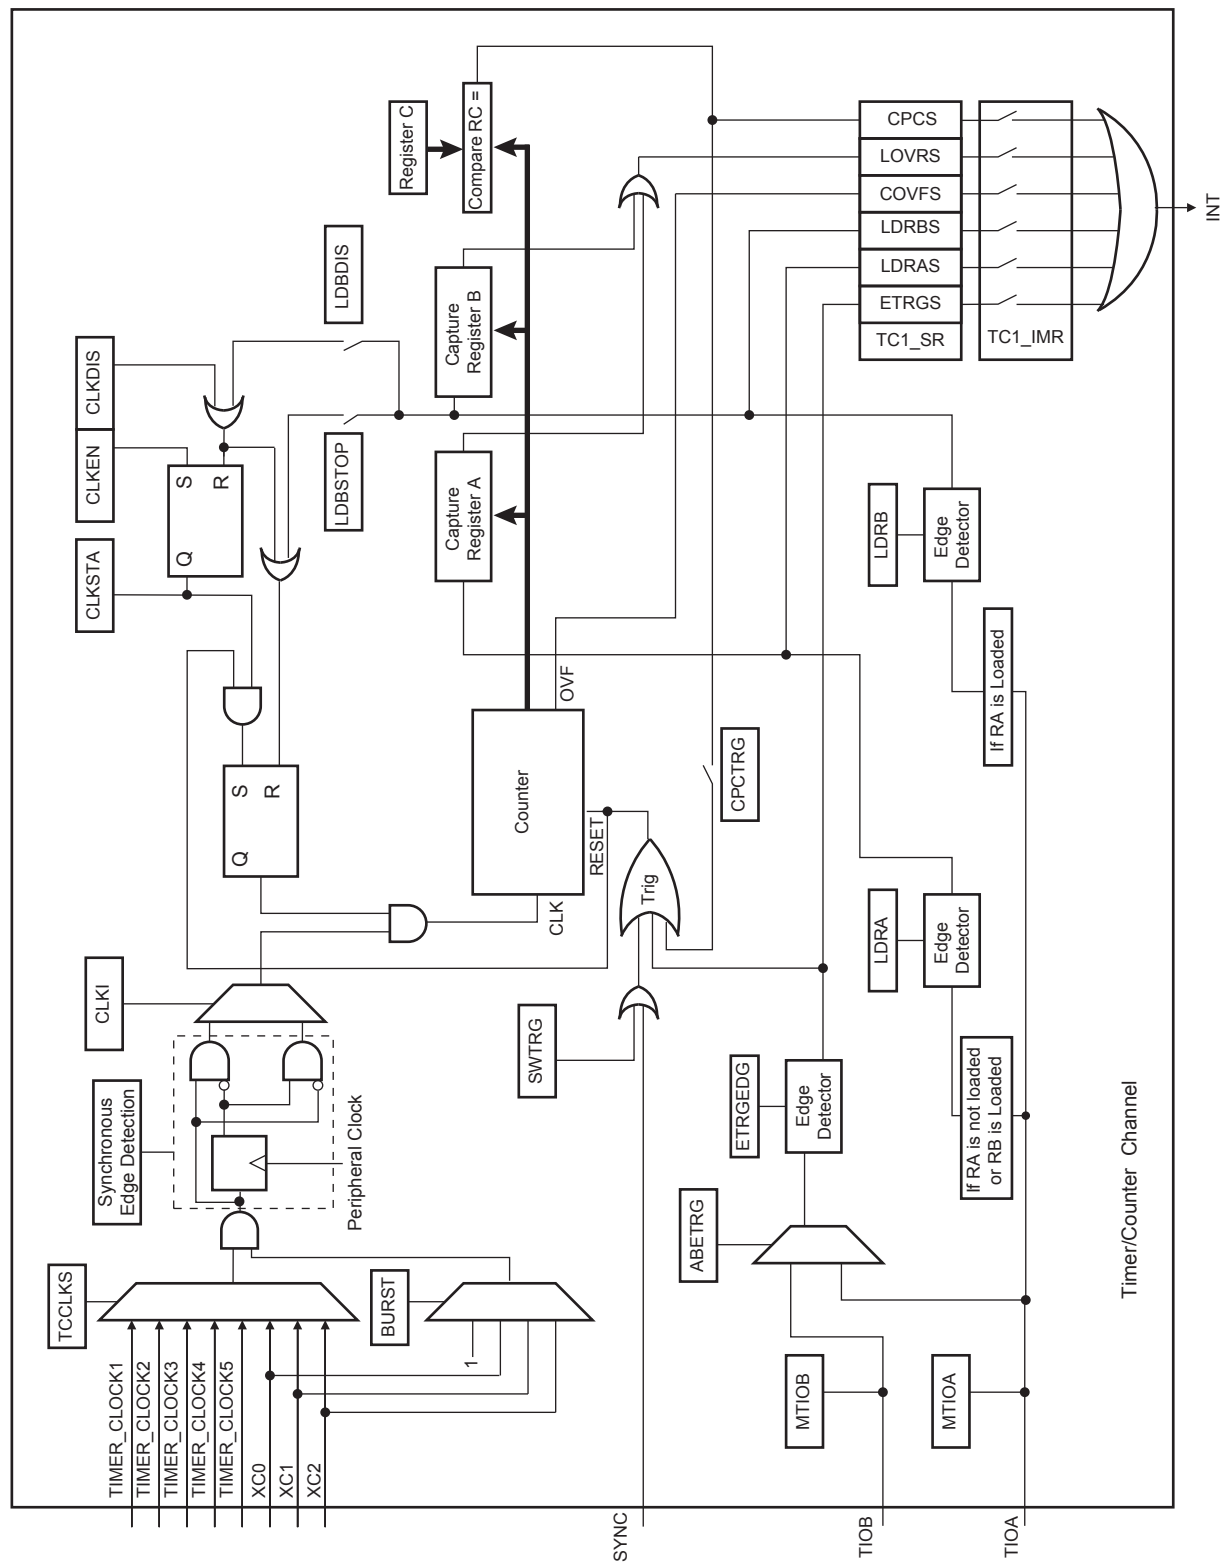 TCCLKS
TIMER_CLOCK1
TIMER_CLOCK2
TIMER_CLOCK3
TIMER_CLOCK4
TIMER_CLOCK5
XC0
XC1
XC2
BURST
1
Synchronous
Edge Detection
Peripheral Clock
CLKI
CLKSTA
CLKEN
CLKDIS
Q
S
R
Q
S
R
LDBSTOP
LDBDIS
Register C
Compare RC =
Capture
Register A
Capture
Register B
Counter
CLK
OVF
RESET
Trig
SWTRG
CPCTRG
SYNC
TIOB
TIOA
MTIOB
MTIOA
ABETRG
ETRGEDG
Edge
Detector
LDRA
Edge
Detector
If RA is not loaded
or RB is Loaded
LDRB
Edge
Detector
If RA is Loaded
CPCS
LOVRS
COVFS
LDRBS
LDRAS
ETRGS
TC1_SR
TC1_IMR
INT
Timer/Counter Channel